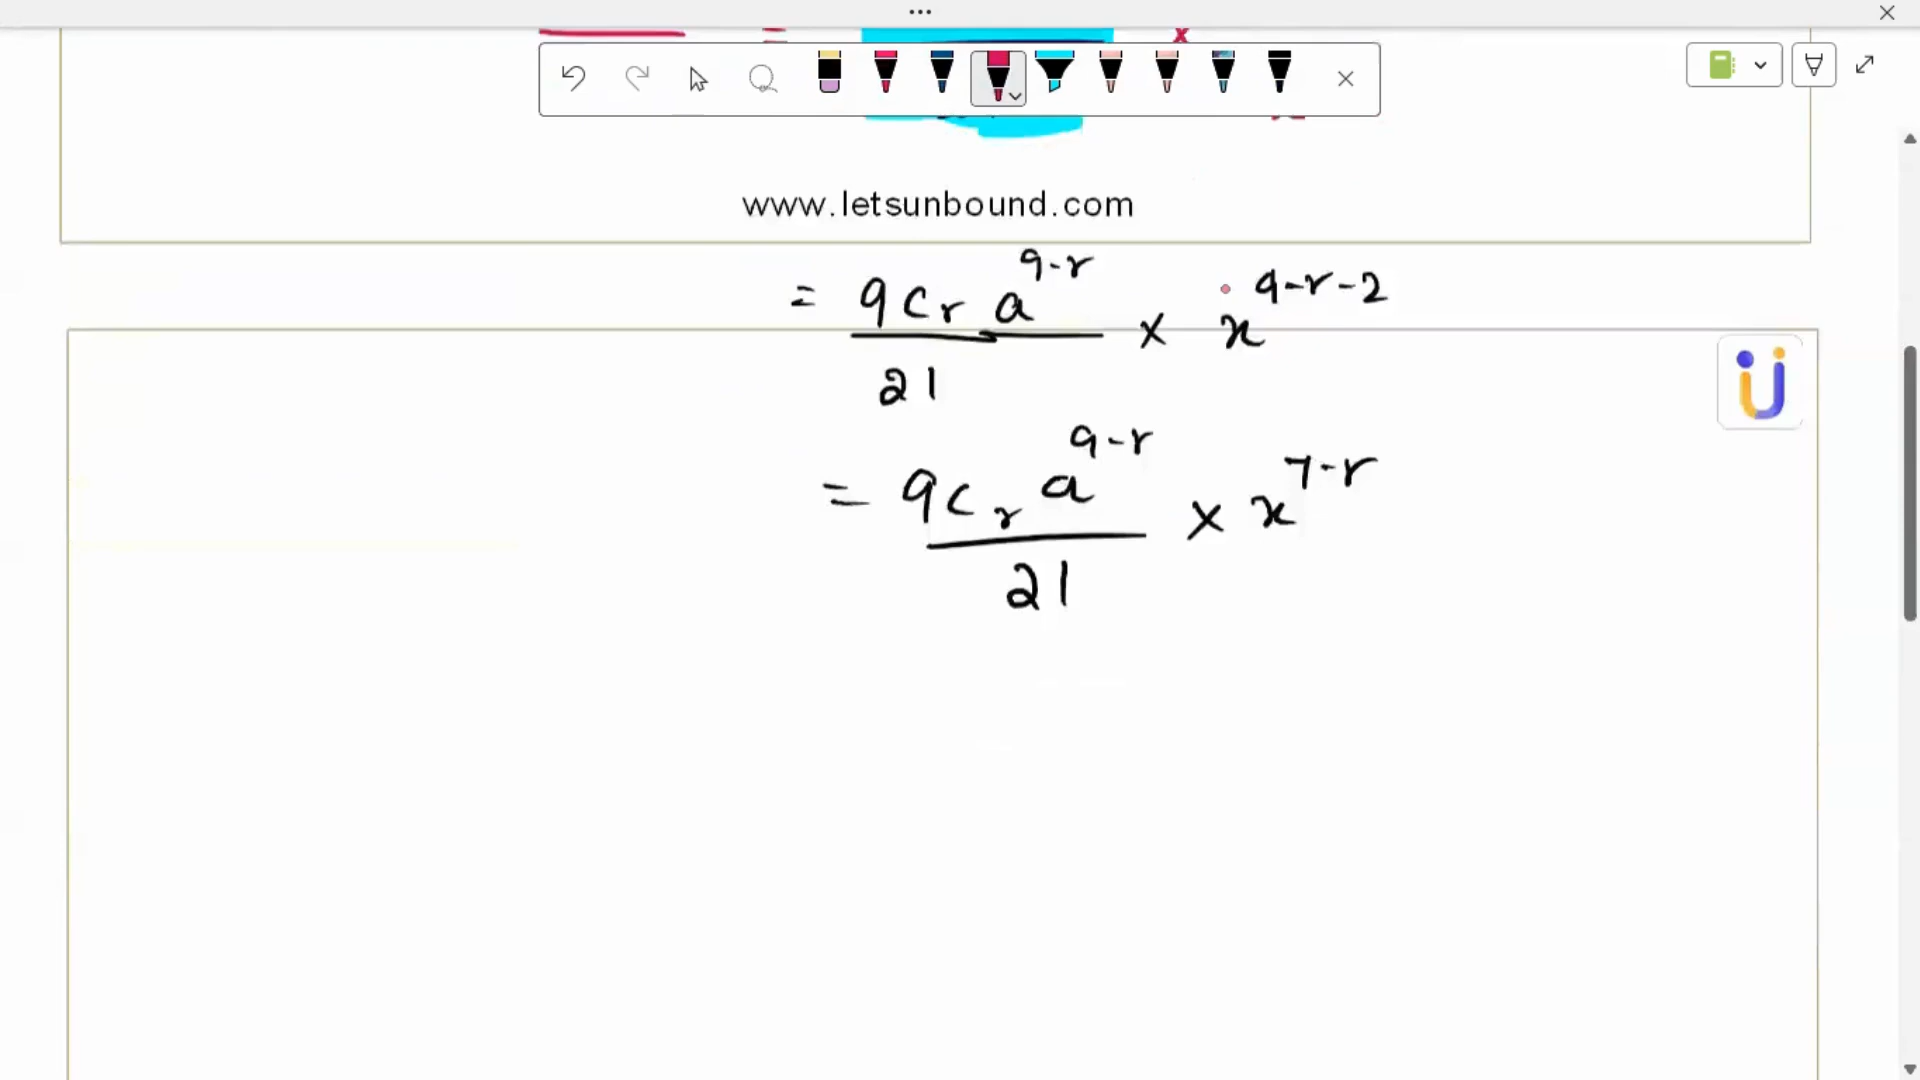 www.letsunbound.com
= 9Cr a^9-r / 21 × x^9-r-2
= 9Cr a^9-r / 21 × x^7-r